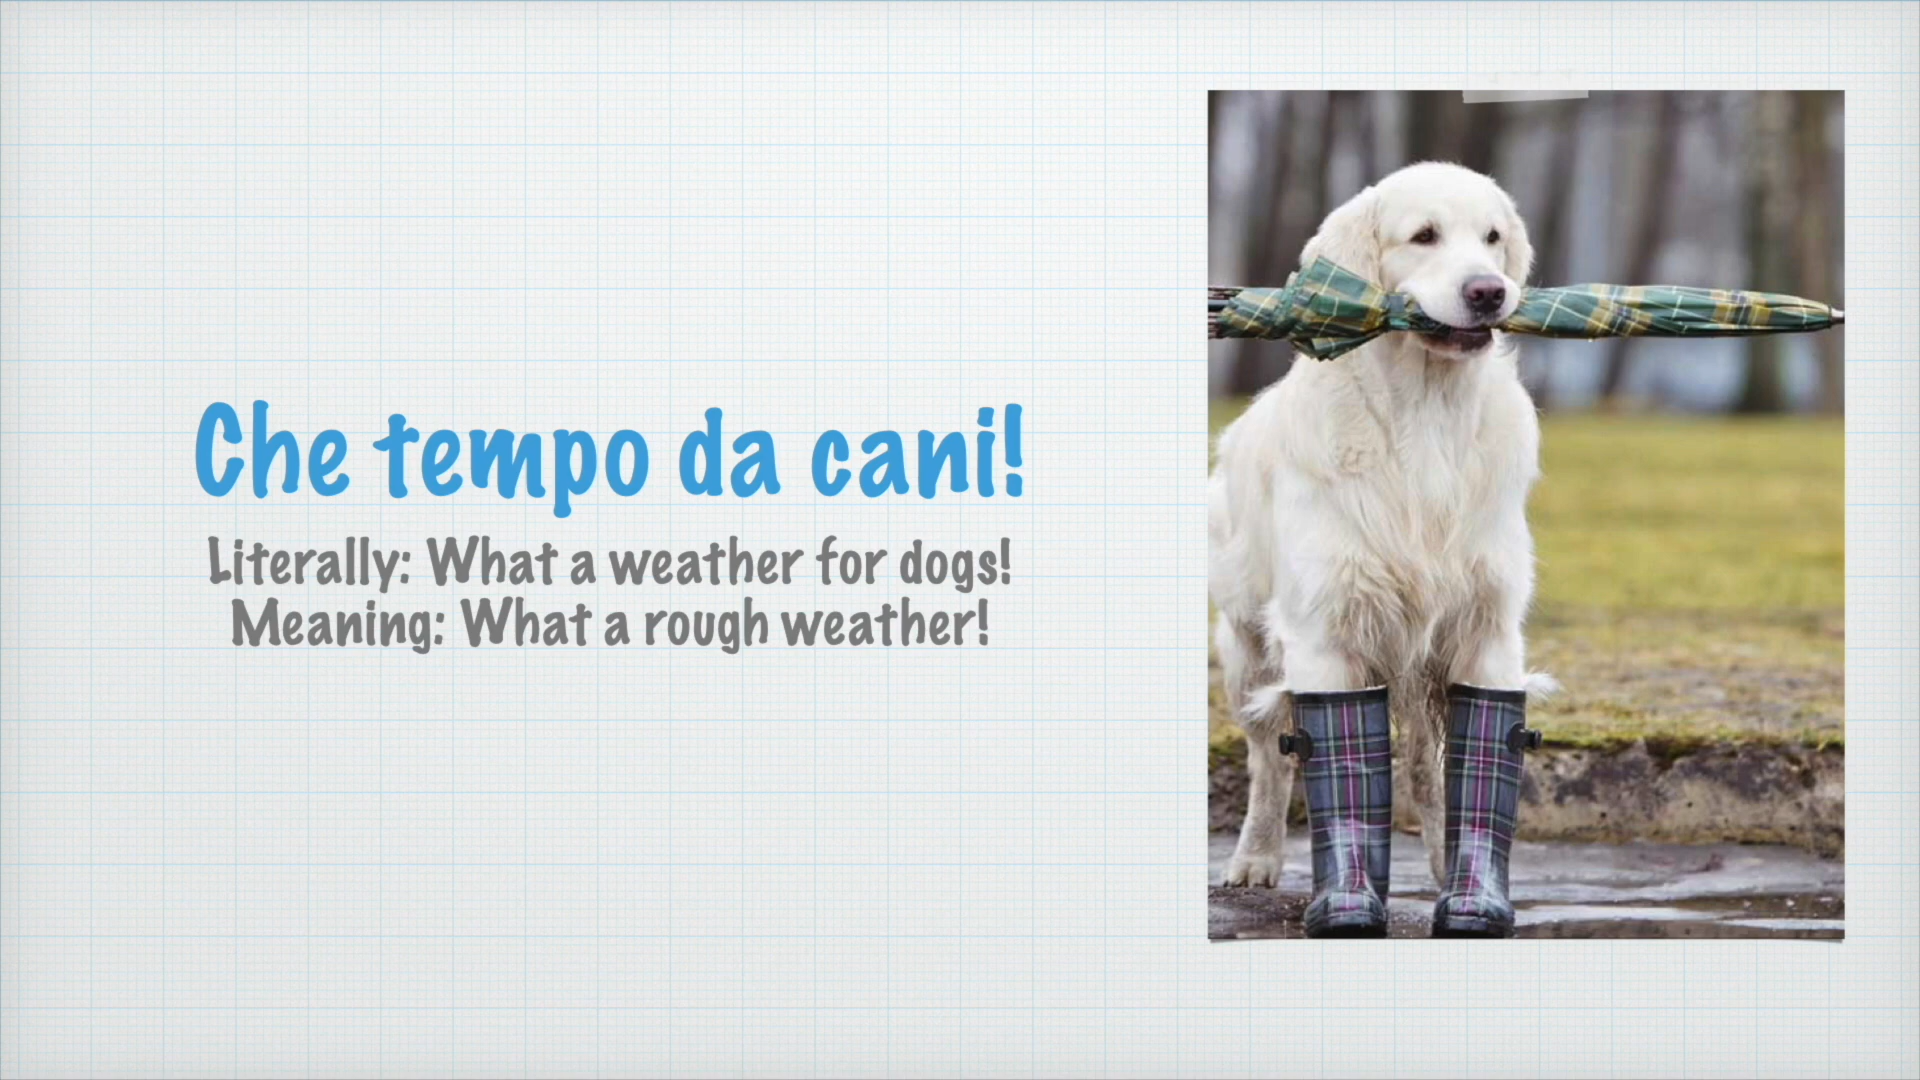 Che tempo da cani!
Literally: What a weather for dogs!
Meaning: What a rough weather!